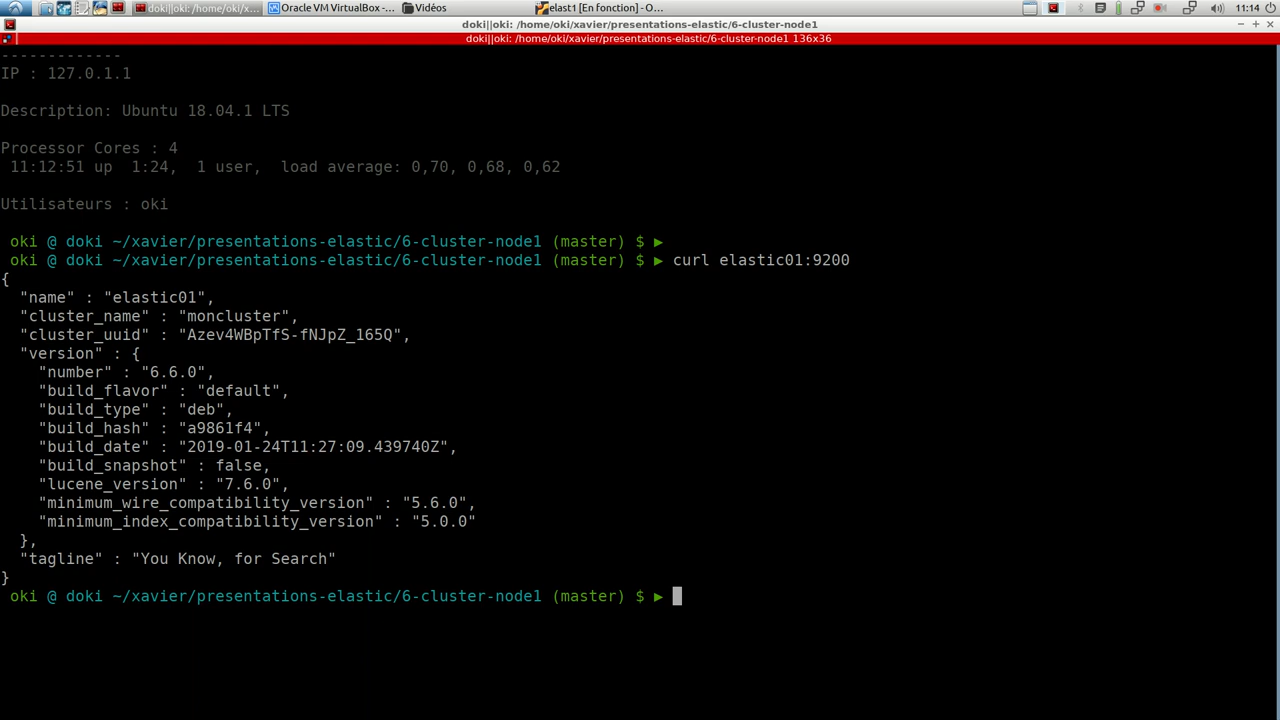 doki||oki: /home/oki/x...
Oracle VM VirtualBox -...
Vidéos
elast1 [En fonction] - O...
11:14
doki||oki: /home/oki/xavier/presentations-elastic/6-cluster-node1
doki||oki: /home/oki/xavier/presentations-elastic/6-cluster-node1 136x36
-------------
IP : 127.0.1.1
Description: Ubuntu 18.04.1 LTS
Processor Cores : 4
11:12:51 up  1:24,  1 user,  load average: 0,70, 0,68, 0,62
Utilisateurs : oki
oki @ doki ~/xavier/presentations-elastic/6-cluster-node1 (master) $ ▶
oki @ doki ~/xavier/presentations-elastic/6-cluster-node1 (master) $ ▶ curl elastic01:9200
{
  "name" : "elastic01",
  "cluster_name" : "moncluster",
  "cluster_uuid" : "Azev4WBpTfS-fNJpZ_165Q",
  "version" : {
    "number" : "6.6.0",
    "build_flavor" : "default",
    "build_type" : "deb",
    "build_hash" : "a9861f4",
    "build_date" : "2019-01-24T11:27:09.439740Z",
    "build_snapshot" : false,
    "lucene_version" : "7.6.0",
    "minimum_wire_compatibility_version" : "5.6.0",
    "minimum_index_compatibility_version" : "5.0.0"
  },
  "tagline" : "You Know, for Search"
}
oki @ doki ~/xavier/presentations-elastic/6-cluster-node1 (master) $ ▶